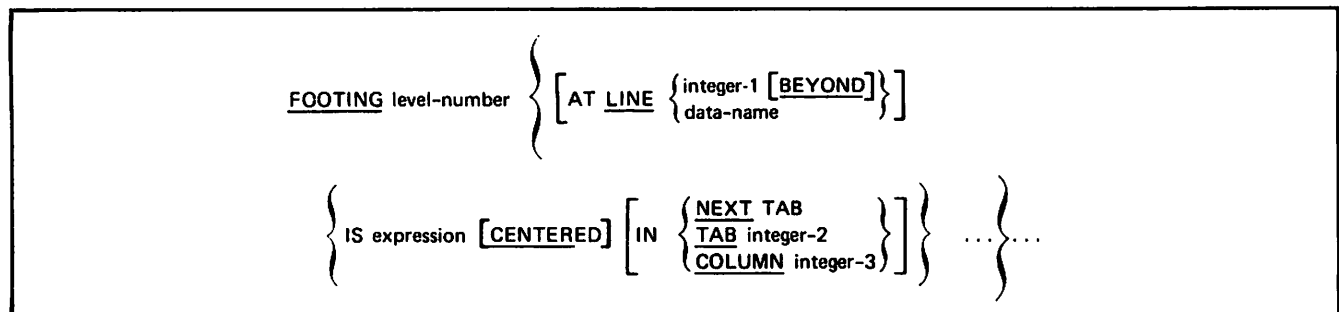 FOOTING level-number { [ AT LINE { integer-1 [BEYOND]
data-name } ]
{ IS expression [CENTERED] [ IN { NEXT TAB
TAB integer-2
COLUMN integer-3 } ] } ... } ...